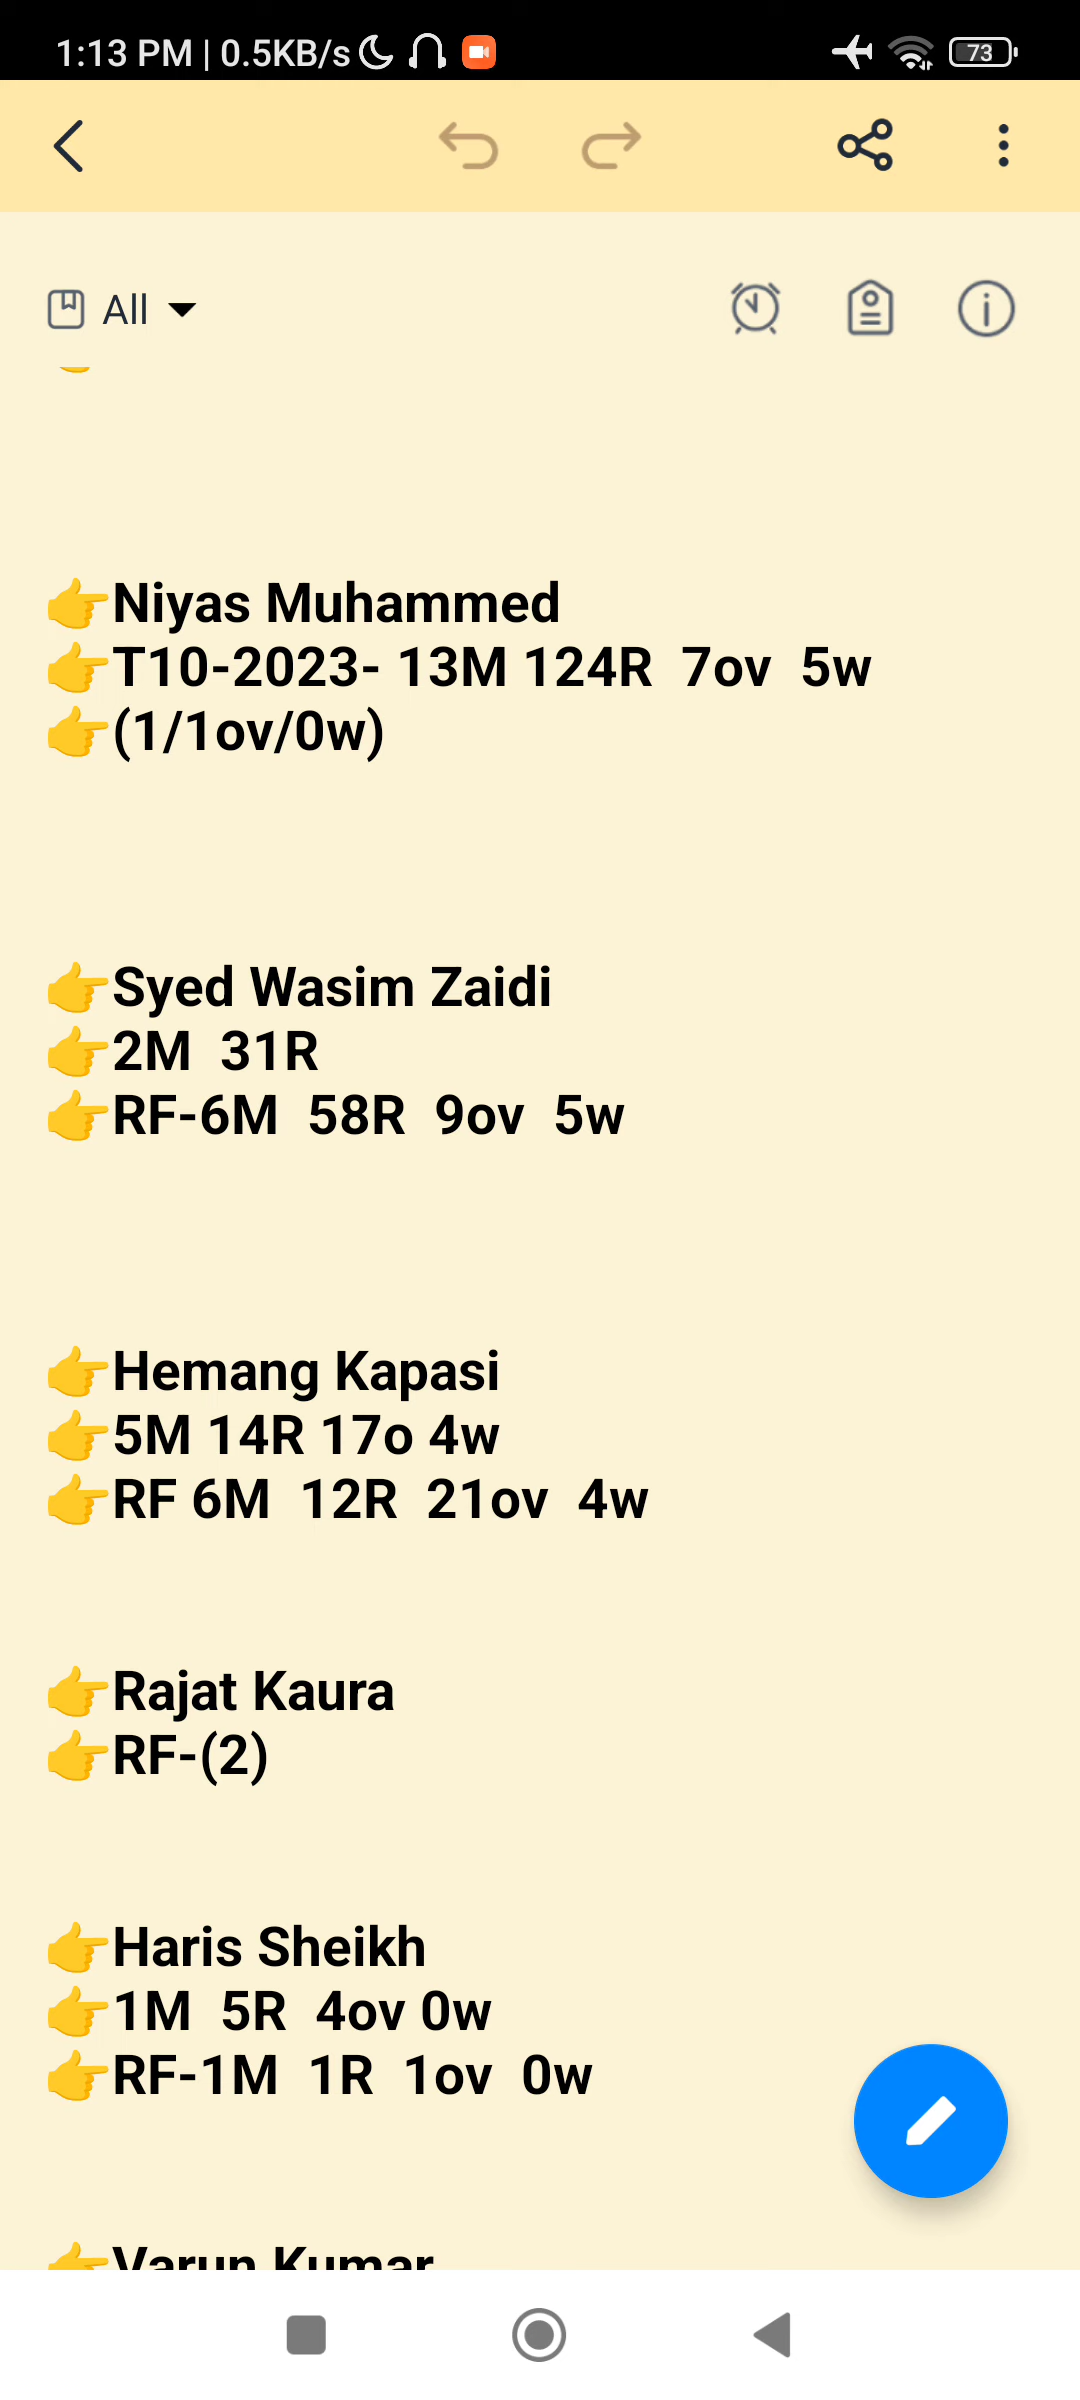 1:13 PM | 0.5KB/s 73
All
👉Niyas Muhammed
👉T10-2023- 13M 124R  7ov  5w
👉(1/1ov/0w)
👉Syed Wasim Zaidi
👉2M  31R
👉RF-6M  58R  9ov  5w
👉Hemang Kapasi
👉5M 14R 17o 4w
👉RF 6M  12R  21ov  4w
👉Rajat Kaura
👉RF-(2)
👉Haris Sheikh
👉1M  5R  4ov 0w
👉RF-1M  1R  1ov  0w
👉Varun Kumar